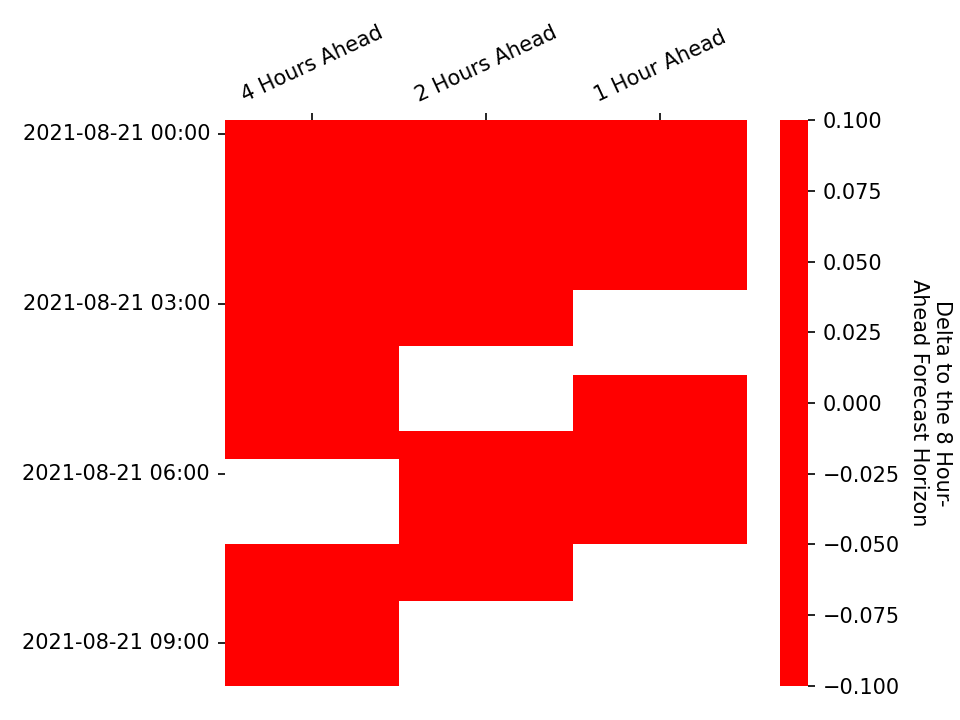 4 Hours Ahead
2 Hours Ahead
1 Hour Ahead
2021-08-21 00:00
2021-08-21 03:00
2021-08-21 06:00
2021-08-21 09:00
0.100
0.075
0.050
0.025
0.000
−0.025
−0.050
−0.075
−0.100
Delta to the 8 Hour-
Ahead Forecast Horizon